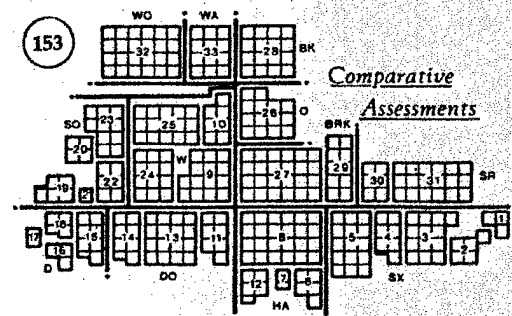 WO WA
153
32 33 28 BK
Comparative
Assessments
23 25 10 26 O
SO
BRK
20
W
24 9 27 29 30 31 SR
19 22
18 1
17 15 14 13 11 8 5 4 3
16 2
D DO 12 7 6 SX
HA